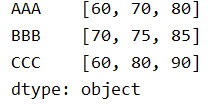 AAA    [60, 70, 80]
BBB    [70, 75, 85]
CCC    [60, 80, 90]
dtype: object